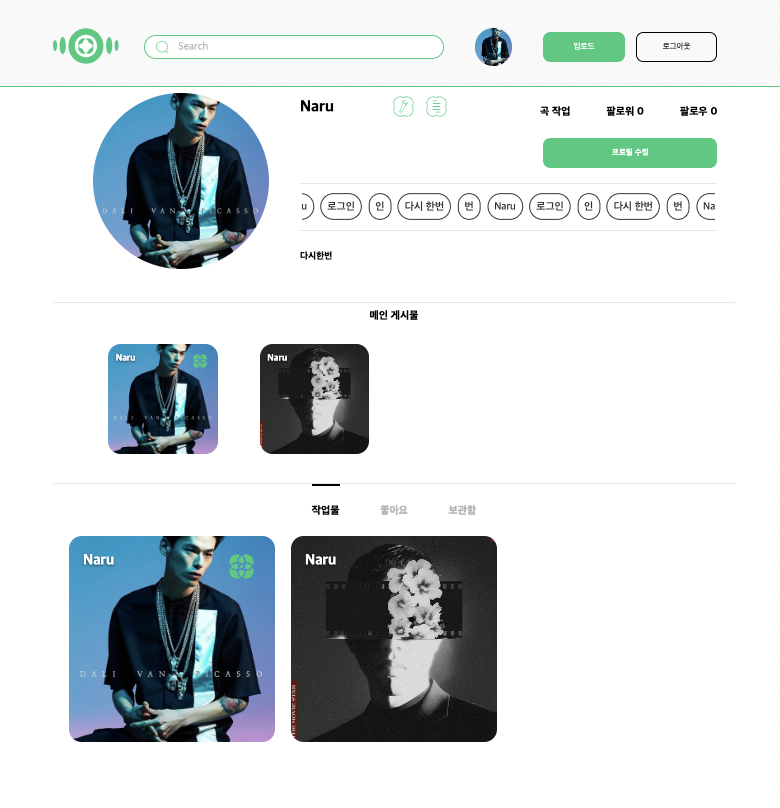 Search
업로드
로그아웃
Naru
곡 작업
팔로워 0
팔로우 0
프로필 수정
u
로그인
인
다시 한번
번
Naru
로그인
인
다시 한번
번
Na
다시한번
DALI VAN PICASSO
메인 게시물
Naru
DALI VAN PICASSO
Naru
작업물
좋아요
보관함
Naru
DALI VAN PICASSO
Naru
THE MOVIE STAR